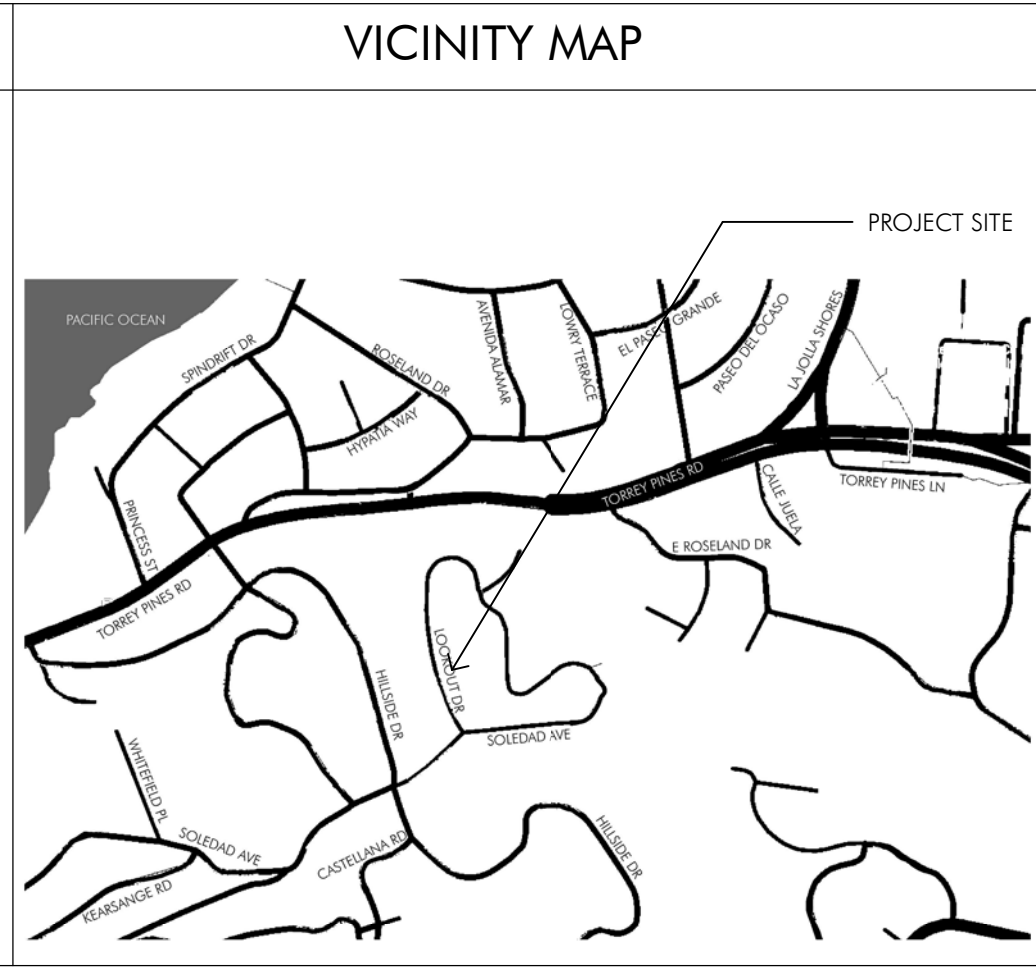 VICINITY MAP
PROJECT SITE
PACIFIC OCEAN
SPINDRIFT DR
ROSELAND DR
AVENIDA ALAMAR
LOWRY TERRACE
EL PASEO GRANDE
PASEO DEL OCASO
LA JOLLA SHORES
HYPATIA WAY
PRINCESS ST
TORREY PINES RD
CALLE JUELA
TORREY PINES LN
E ROSELAND DR
TORREY PINES RD
LOOKOUT DR
HILLSIDE DR
SOLEDAD AVE
WHITEFIELD PL
SOLEDAD AVE
CASTELLANA RD
HILLSIDE DR
KEARSANGE RD